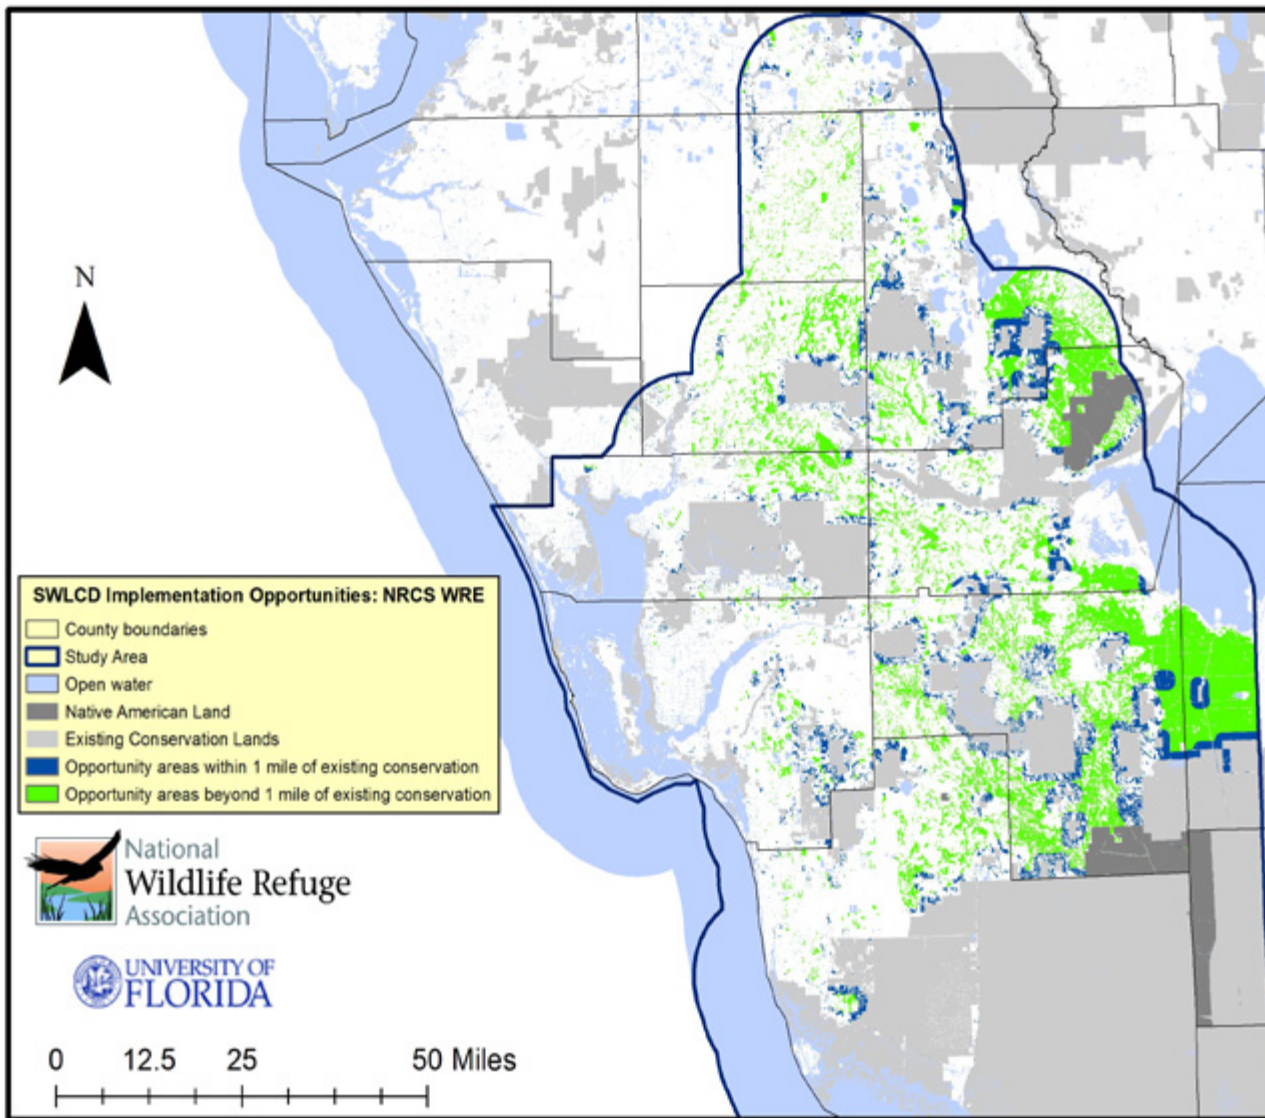 N
SWLCD Implementation Opportunities: NRCS WRE
County boundaries
Study Area
Open water
Native American Land
Existing Conservation Lands
Opportunity areas within 1 mile of existing conservation
Opportunity areas beyond 1 mile of existing conservation
National
Wildlife Refuge
Association
UNIVERSITY OF
FLORIDA
0 12.5 25 50 Miles